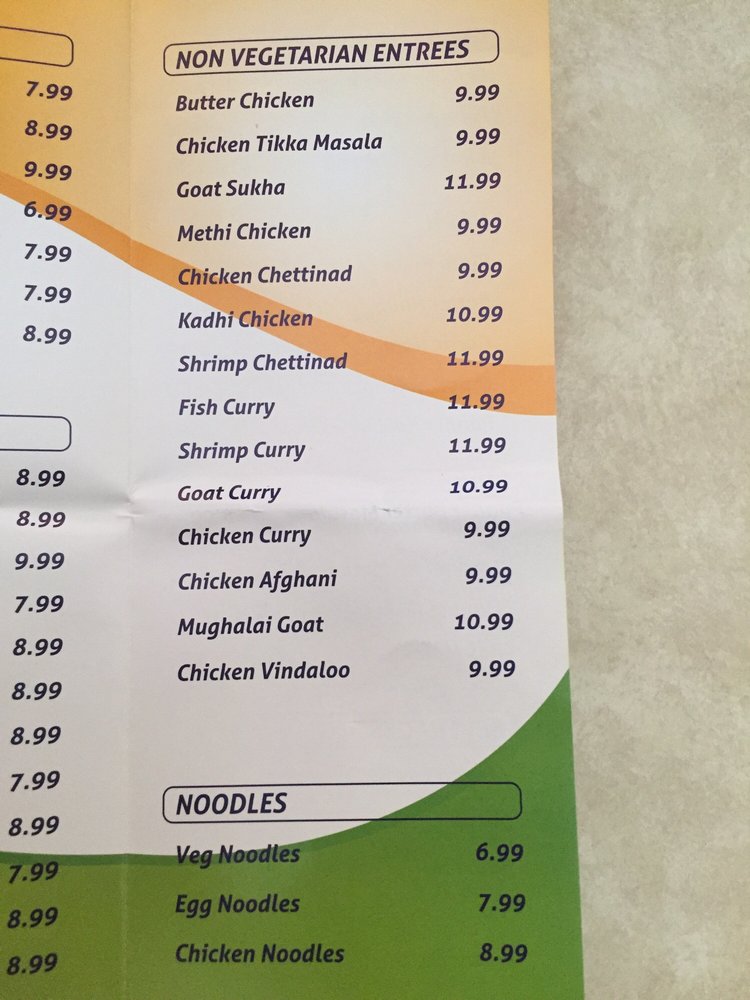 7.99
8.99
9.99
6.99
7.99
7.99
8.99
8.99
8.99
9.99
7.99
8.99
8.99
8.99
7.99
8.99
7.99
8.99
8.99
NON VEGETARIAN ENTREES
Butter Chicken 9.99
Chicken Tikka Masala 9.99
Goat Sukha 11.99
Methi Chicken 9.99
Chicken Chettinad 9.99
Kadhi Chicken 10.99
Shrimp Chettinad 11.99
Fish Curry 11.99
Shrimp Curry 11.99
Goat Curry 10.99
Chicken Curry 9.99
Chicken Afghani 9.99
Mughalai Goat 10.99
Chicken Vindaloo 9.99
NOODLES
Veg Noodles 6.99
Egg Noodles 7.99
Chicken Noodles 8.99